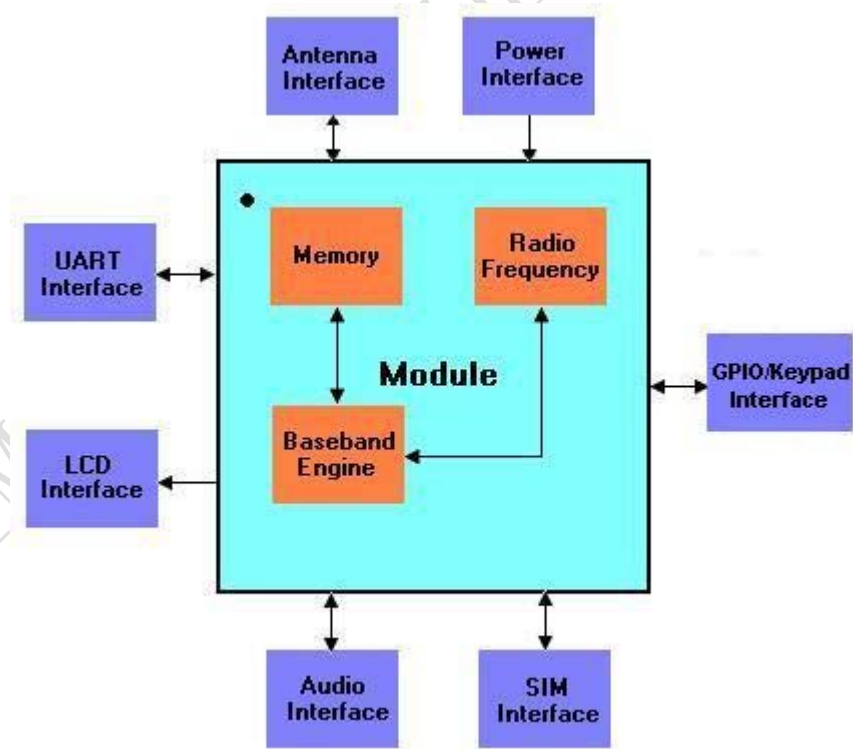 Antenna
Interface
Power
Interface
UART
Interface
Memory
Radio
Frequency
Module
GPIO/Keypad
Interface
Baseband
Engine
LCD
Interface
Audio
Interface
SIM
Interface